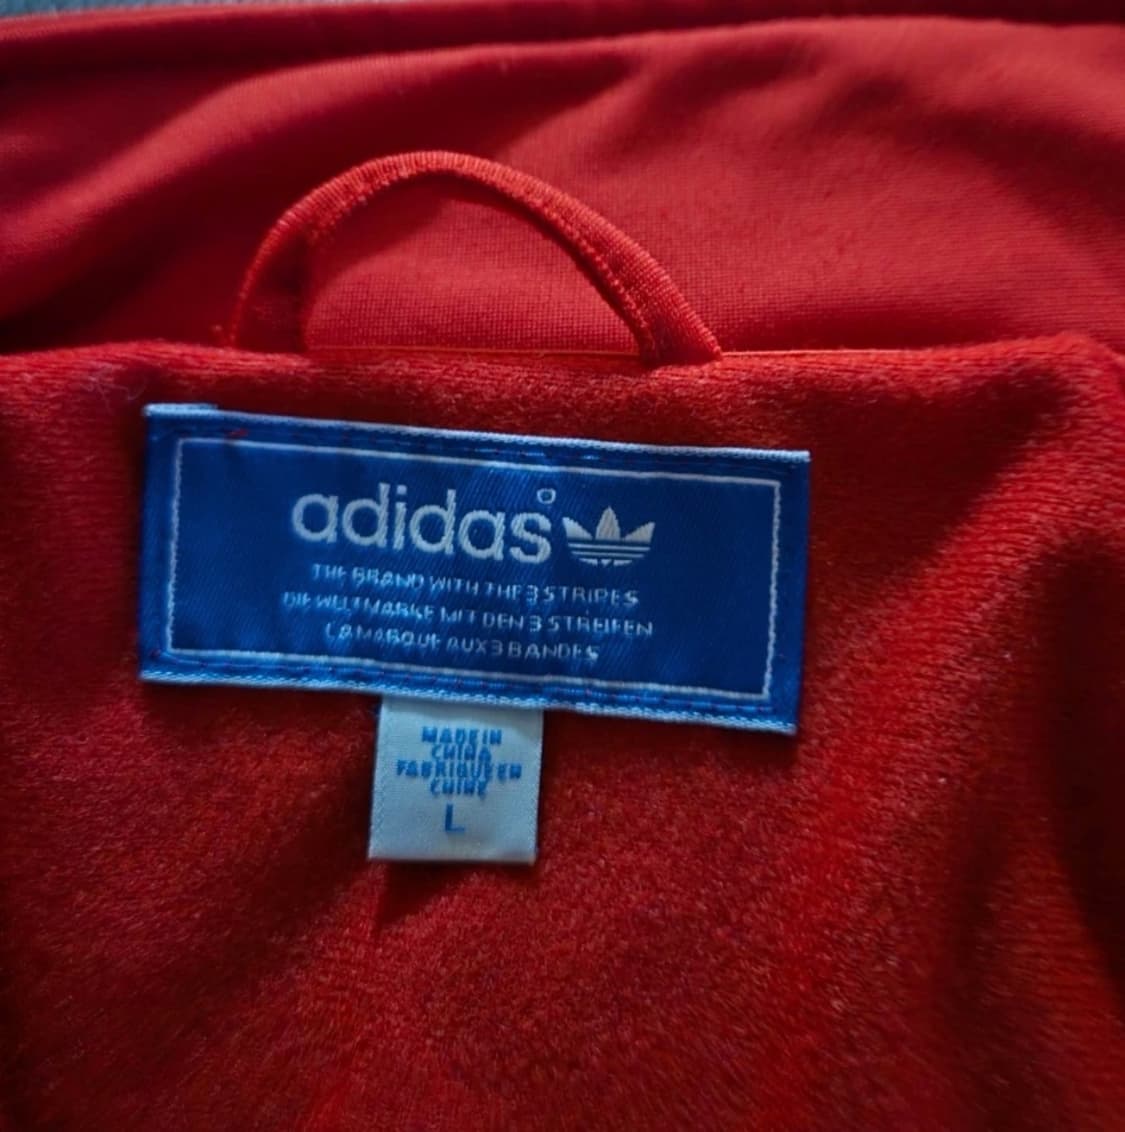 adidas
THE BRAND WITH THE 3 STRIPES
DIE WELTMARKE MIT DEN 3 STREIFEN
LA MARQUE AUX 3 BANDES
MADE IN
CHINA
FABRIQUE EN
CHINE
L